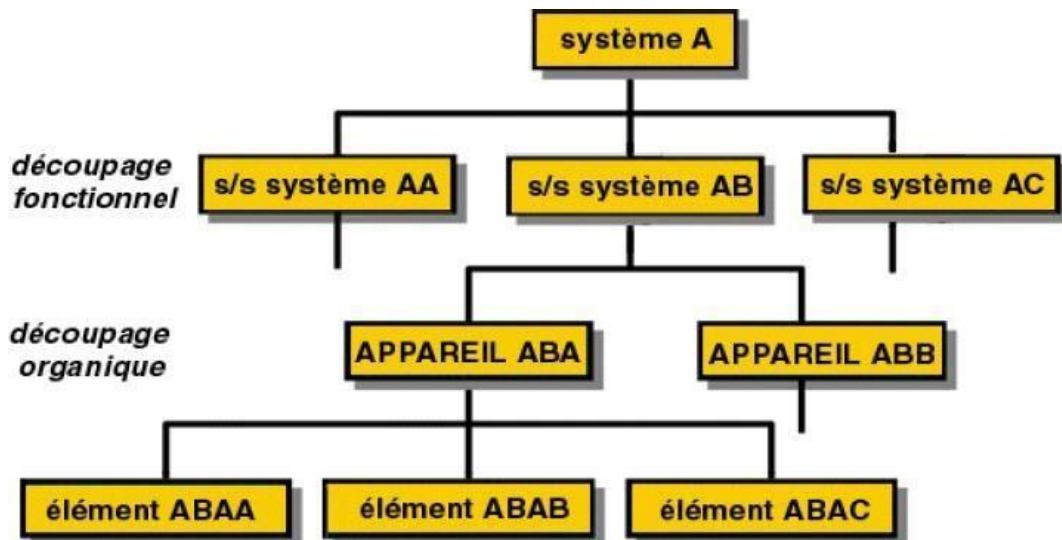 système A
découpage
fonctionnel
s/s système AA
s/s système AB
s/s système AC
découpage
organique
APPAREIL ABA
APPAREIL ABB
élément ABAA
élément ABAB
élément ABAC